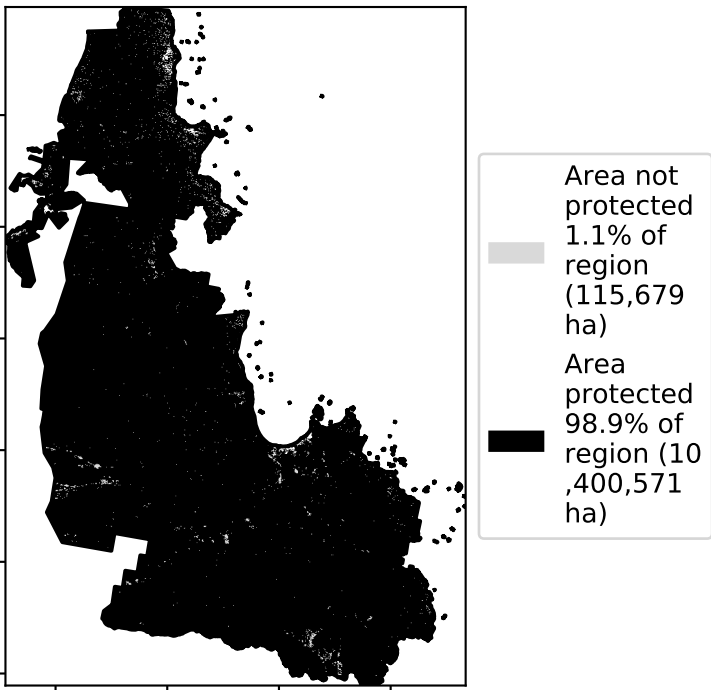 Area not
protected
1.1% of
region
(115,679
ha)
Area
protected
98.9% of
region (10
,400,571
ha)